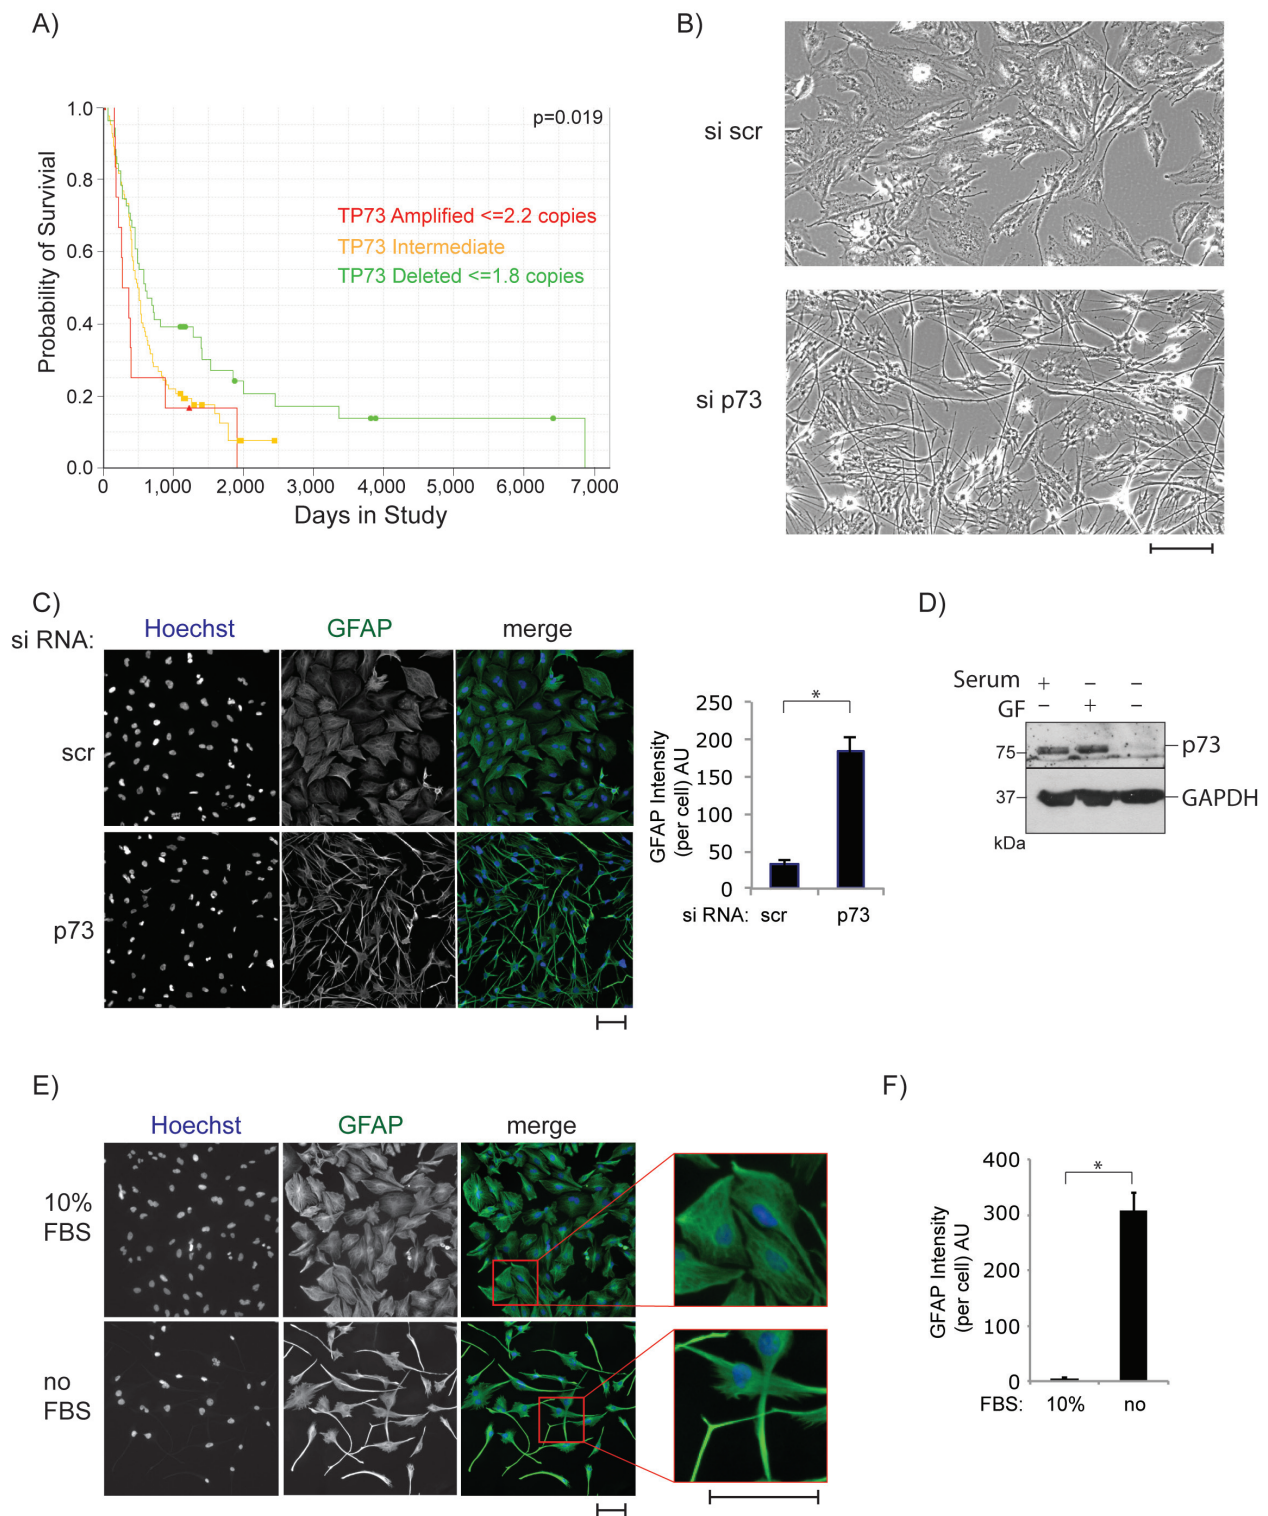 A)
p=0.019
TP73 Amplified <=2.2 copies
TP73 Intermediate
TP73 Deleted <=1.8 copies
Probability of Survivial
1.0
0.8
0.6
0.4
0.2
0.0
0 1,000 2,000 3,000 4,000 5,000 6,000 7,000
Days in Study
B)
si scr
si p73
C)
si RNA:
Hoechst GFAP merge
scr
p73
GFAP Intensity
(per cell) AU
250
200
150
100
50
0
*
si RNA: scr p73
D)
Serum + – –
GF – + –
75 p73
37 GAPDH
kDa
E)
Hoechst GFAP merge
10%
FBS
no
FBS
F)
GFAP Intensity
(per cell) AU
400
300
200
100
0
*
FBS: 10% no